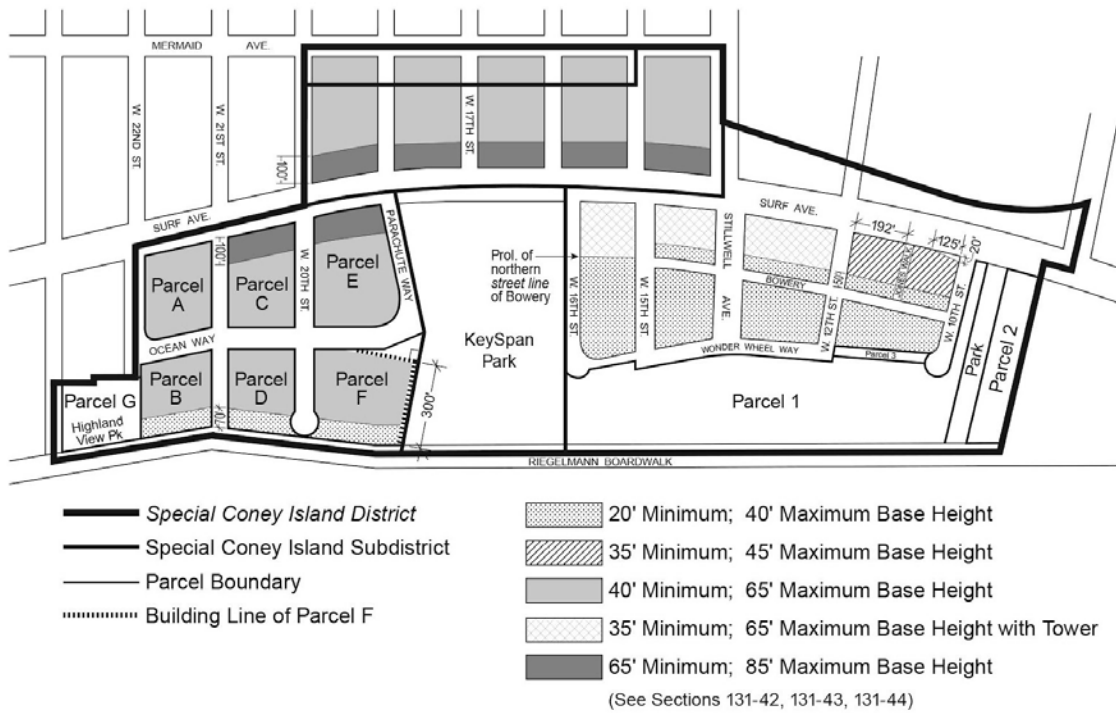 MERMAID AVE.
W. 22ND ST.
W. 21ST ST.
W. 17TH ST.
100'
SURF AVE.
SURF AVE.
192'
125'
20'
100'
W. 20TH ST.
PARACHUTE WAY
Parcel
A
Parcel
C
Parcel
E
Prol. of
northern
street line
of Bowery
W. 16TH ST.
W. 15TH ST.
STILLWELL
AVE.
BOWERY
W. 12TH ST.
50'
W. 10TH ST.
OCEAN WAY
KeySpan
Park
WONDER WHEEL WAY
Parcel 3
Park
Parcel 2
Parcel G
Highland
View Pk
Parcel
B
Parcel
D
Parcel
F
70'
300'
Parcel 1
RIEGELMANN BOARDWALK
Special Coney Island District
Special Coney Island Subdistrict
Parcel Boundary
Building Line of Parcel F
20' Minimum; 40' Maximum Base Height
35' Minimum; 45' Maximum Base Height
40' Minimum; 65' Maximum Base Height
35' Minimum; 65' Maximum Base Height with Tower
65' Minimum; 85' Maximum Base Height
(See Sections 131-42, 131-43, 131-44)